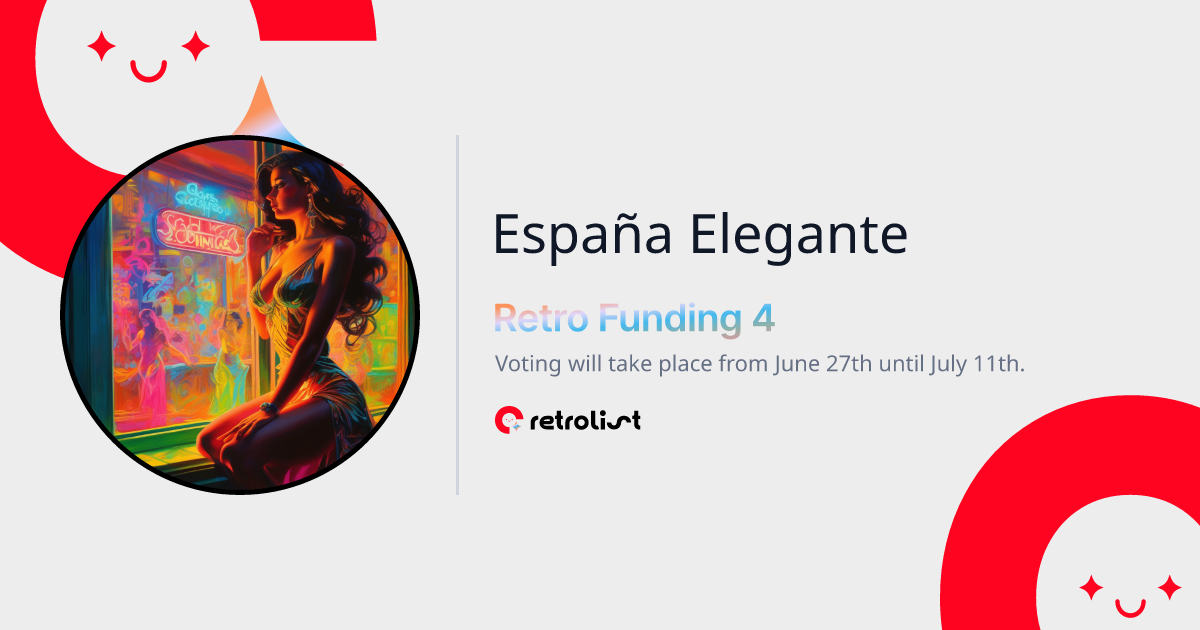 España Elegante
Retro Funding 4
Voting will take place from June 27th until July 11th.
retrolist